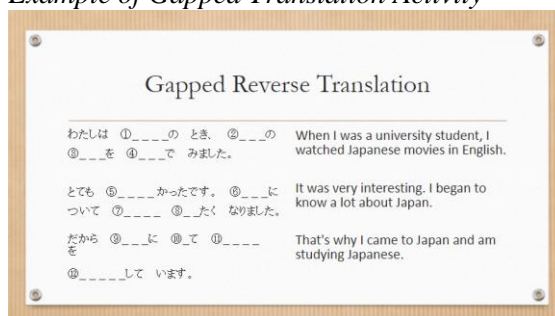 Example of Gapped Translation Activity
Gapped Reverse Translation
わたしは ①____の とき、 ②___の
③___を ④___で みました。
When I was a university student, I
watched Japanese movies in English.
とても ⑤____かったです。 ⑥___に
ついて ⑦____ ⑧__たく なりました。
It was very interesting. I began to
know a lot about Japan.
だから ⑨___に ⑩_て ⑪____
を
⑫_____して います。
That's why I came to Japan and am
studying Japanese.